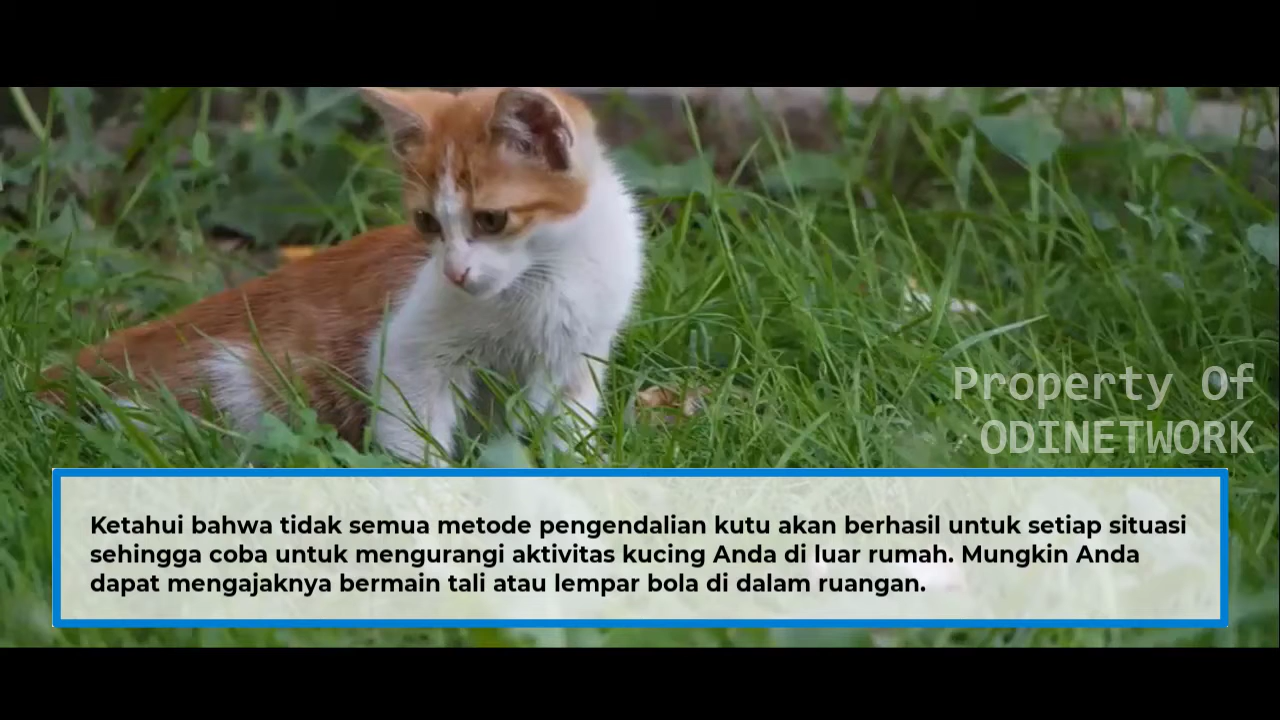 Property Of
ODINETWORK
Ketahui bahwa tidak semua metode pengendalian kutu akan berhasil untuk setiap situasi
sehingga coba untuk mengurangi aktivitas kucing Anda di luar rumah. Mungkin Anda
dapat mengajaknya bermain tali atau lempar bola di dalam ruangan.